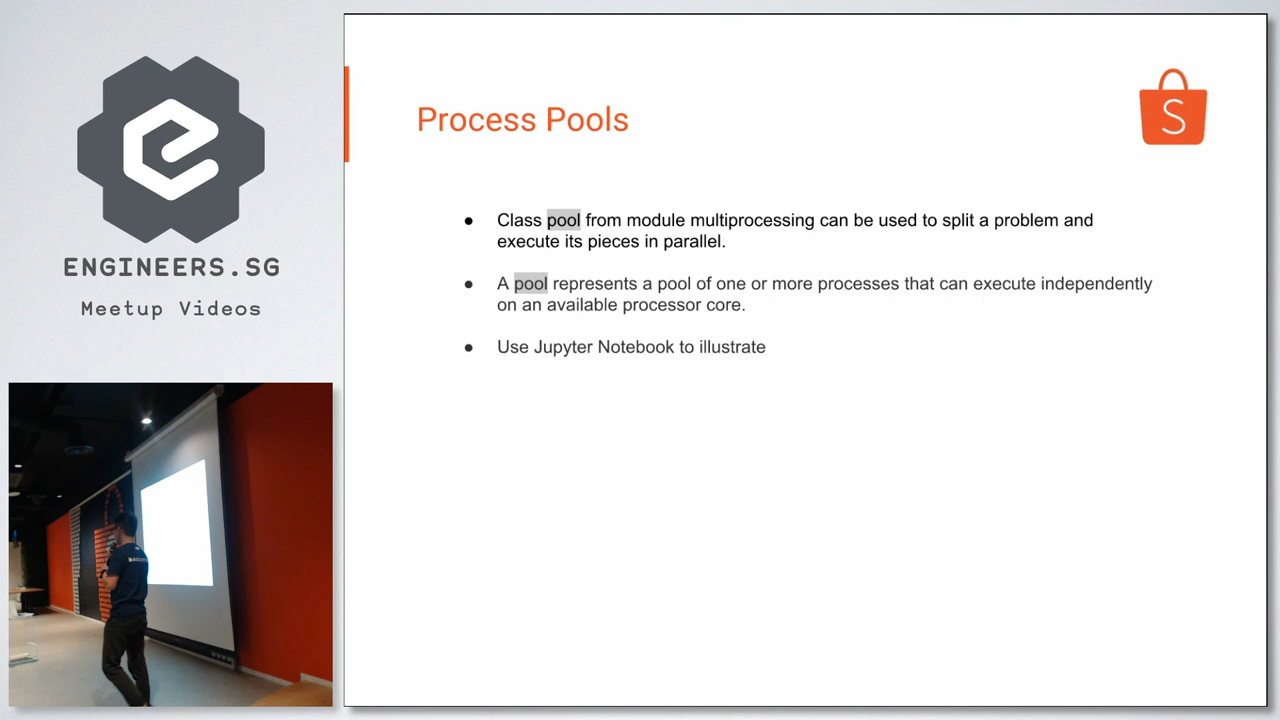 ENGINEERS.SG
Meetup Videos
Process Pools
S
● Class pool from module multiprocessing can be used to split a problem and
execute its pieces in parallel.
● A pool represents a pool of one or more processes that can execute independently
on an available processor core.
● Use Jupyter Notebook to illustrate